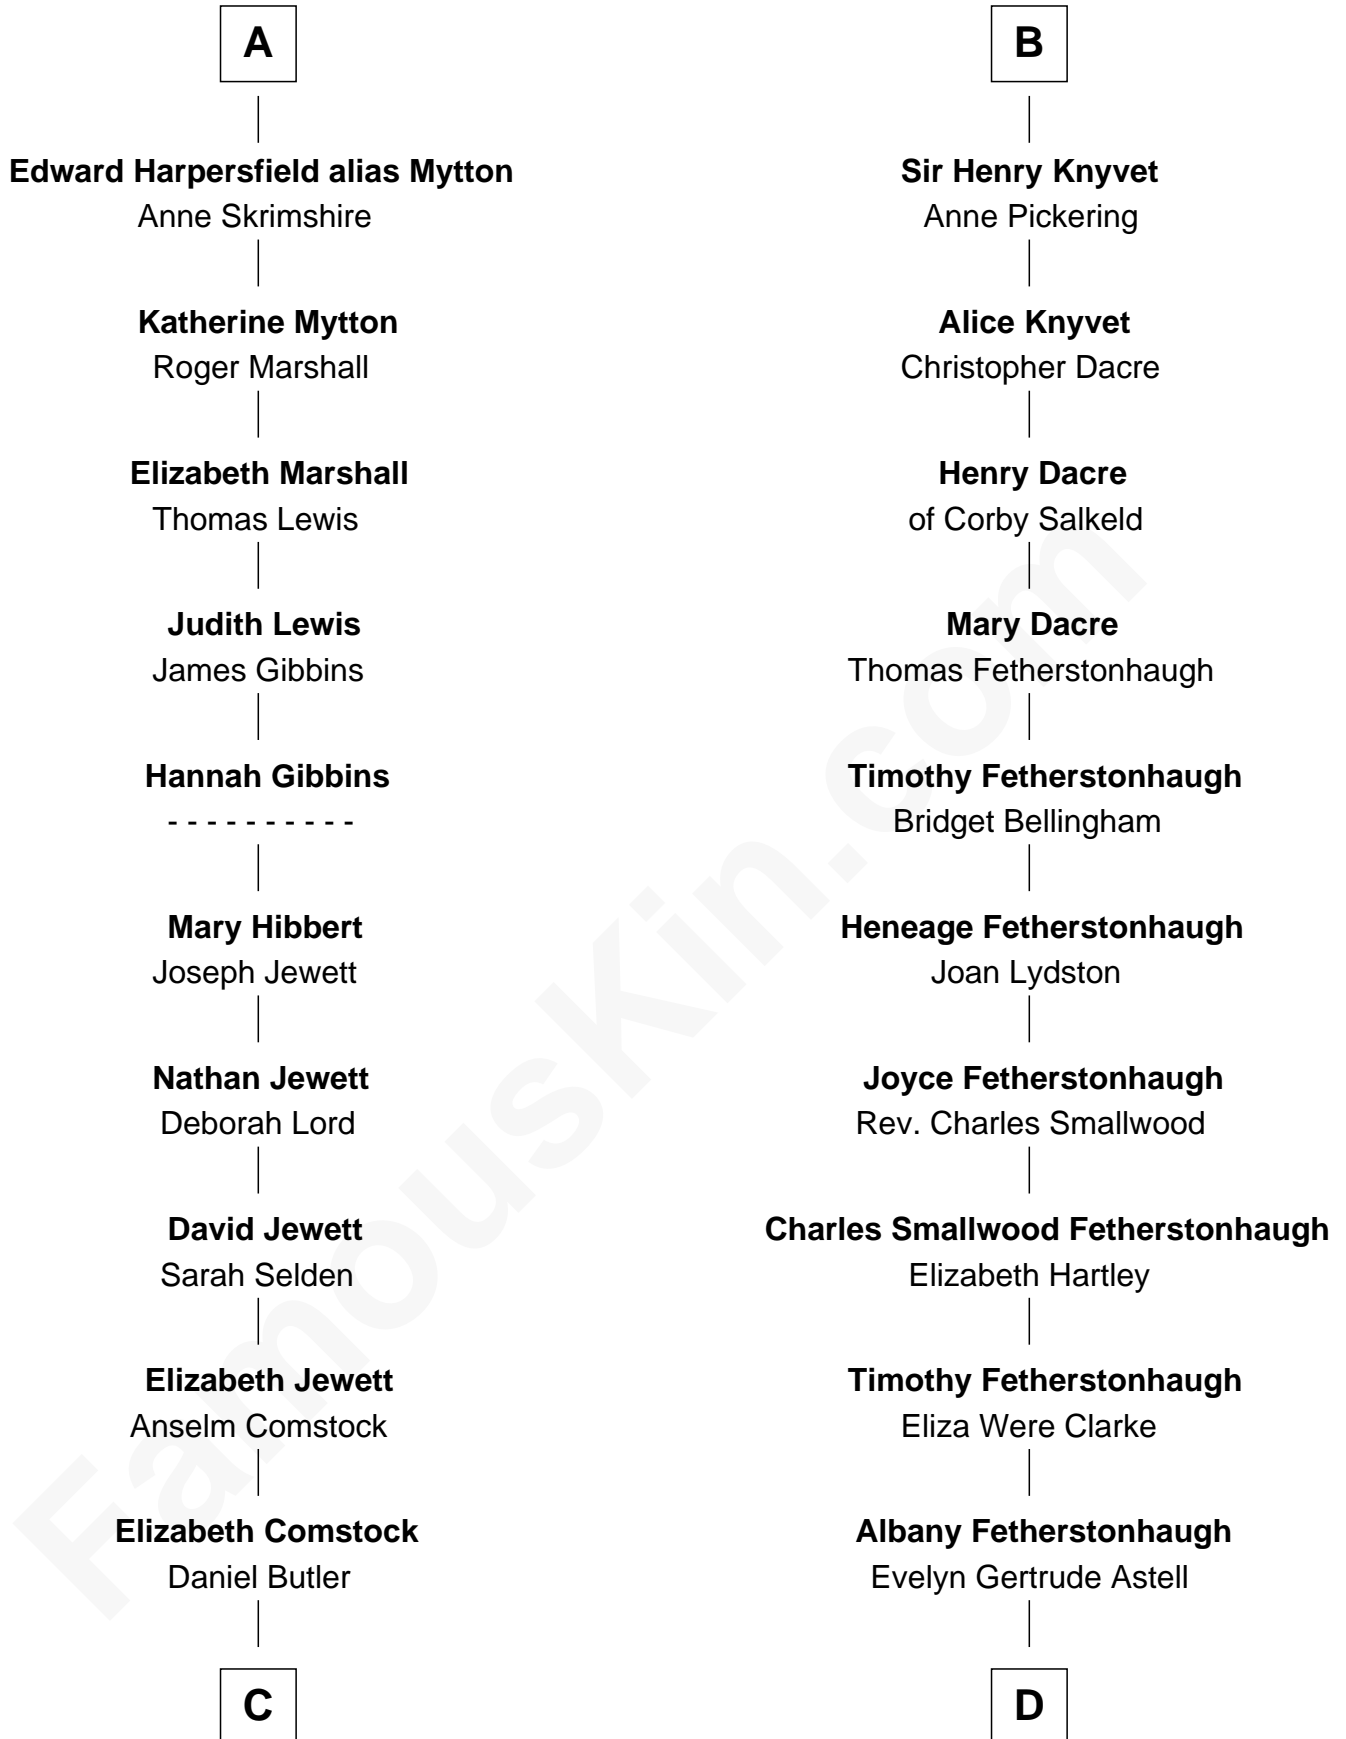 A
Edward Harpersfield alias Mytton
Anne Skrimshire
Katherine Mytton
Roger Marshall
Elizabeth Marshall
Thomas Lewis
Judith Lewis
James Gibbins
Hannah Gibbins
- - - - - - - - - -
Mary Hibbert
Joseph Jewett
Nathan Jewett
Deborah Lord
David Jewett
Sarah Selden
Elizabeth Jewett
Anselm Comstock
Elizabeth Comstock
Daniel Butler
C
B
Sir Henry Knyvet
Anne Pickering
Alice Knyvet
Christopher Dacre
Henry Dacre
of Corby Salkeld
Mary Dacre
Thomas Fetherstonhaugh
Timothy Fetherstonhaugh
Bridget Bellingham
Heneage Fetherstonhaugh
Joan Lydston
Joyce Fetherstonhaugh
Rev. Charles Smallwood
Charles Smallwood Fetherstonhaugh
Elizabeth Hartley
Timothy Fetherstonhaugh
Eliza Were Clarke
Albany Fetherstonhaugh
Evelyn Gertrude Astell
D
FamousKin.com